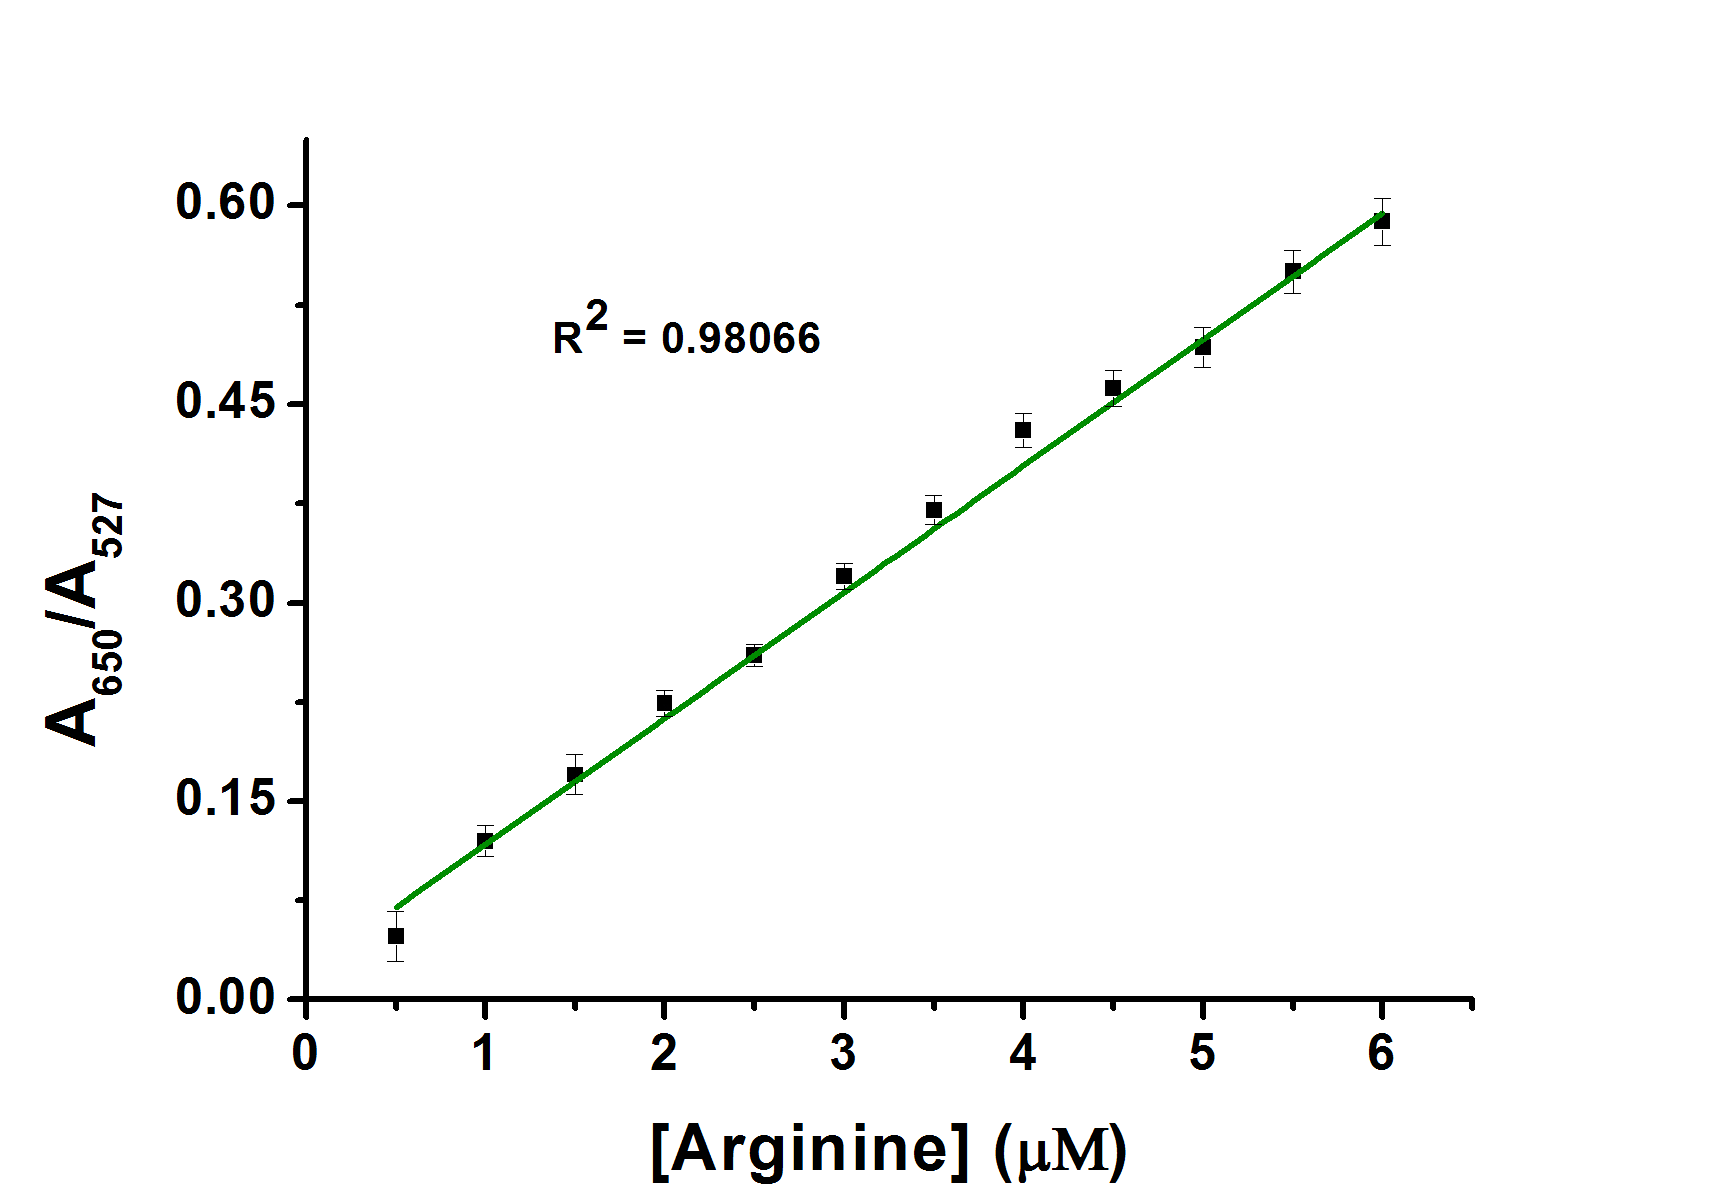 0.60
R² = 0.98066
0.45
A₆₅₀/A₅₂₇
0.30
0.15
0.00
0 1 2 3 4 5 6
[Arginine] (μM)